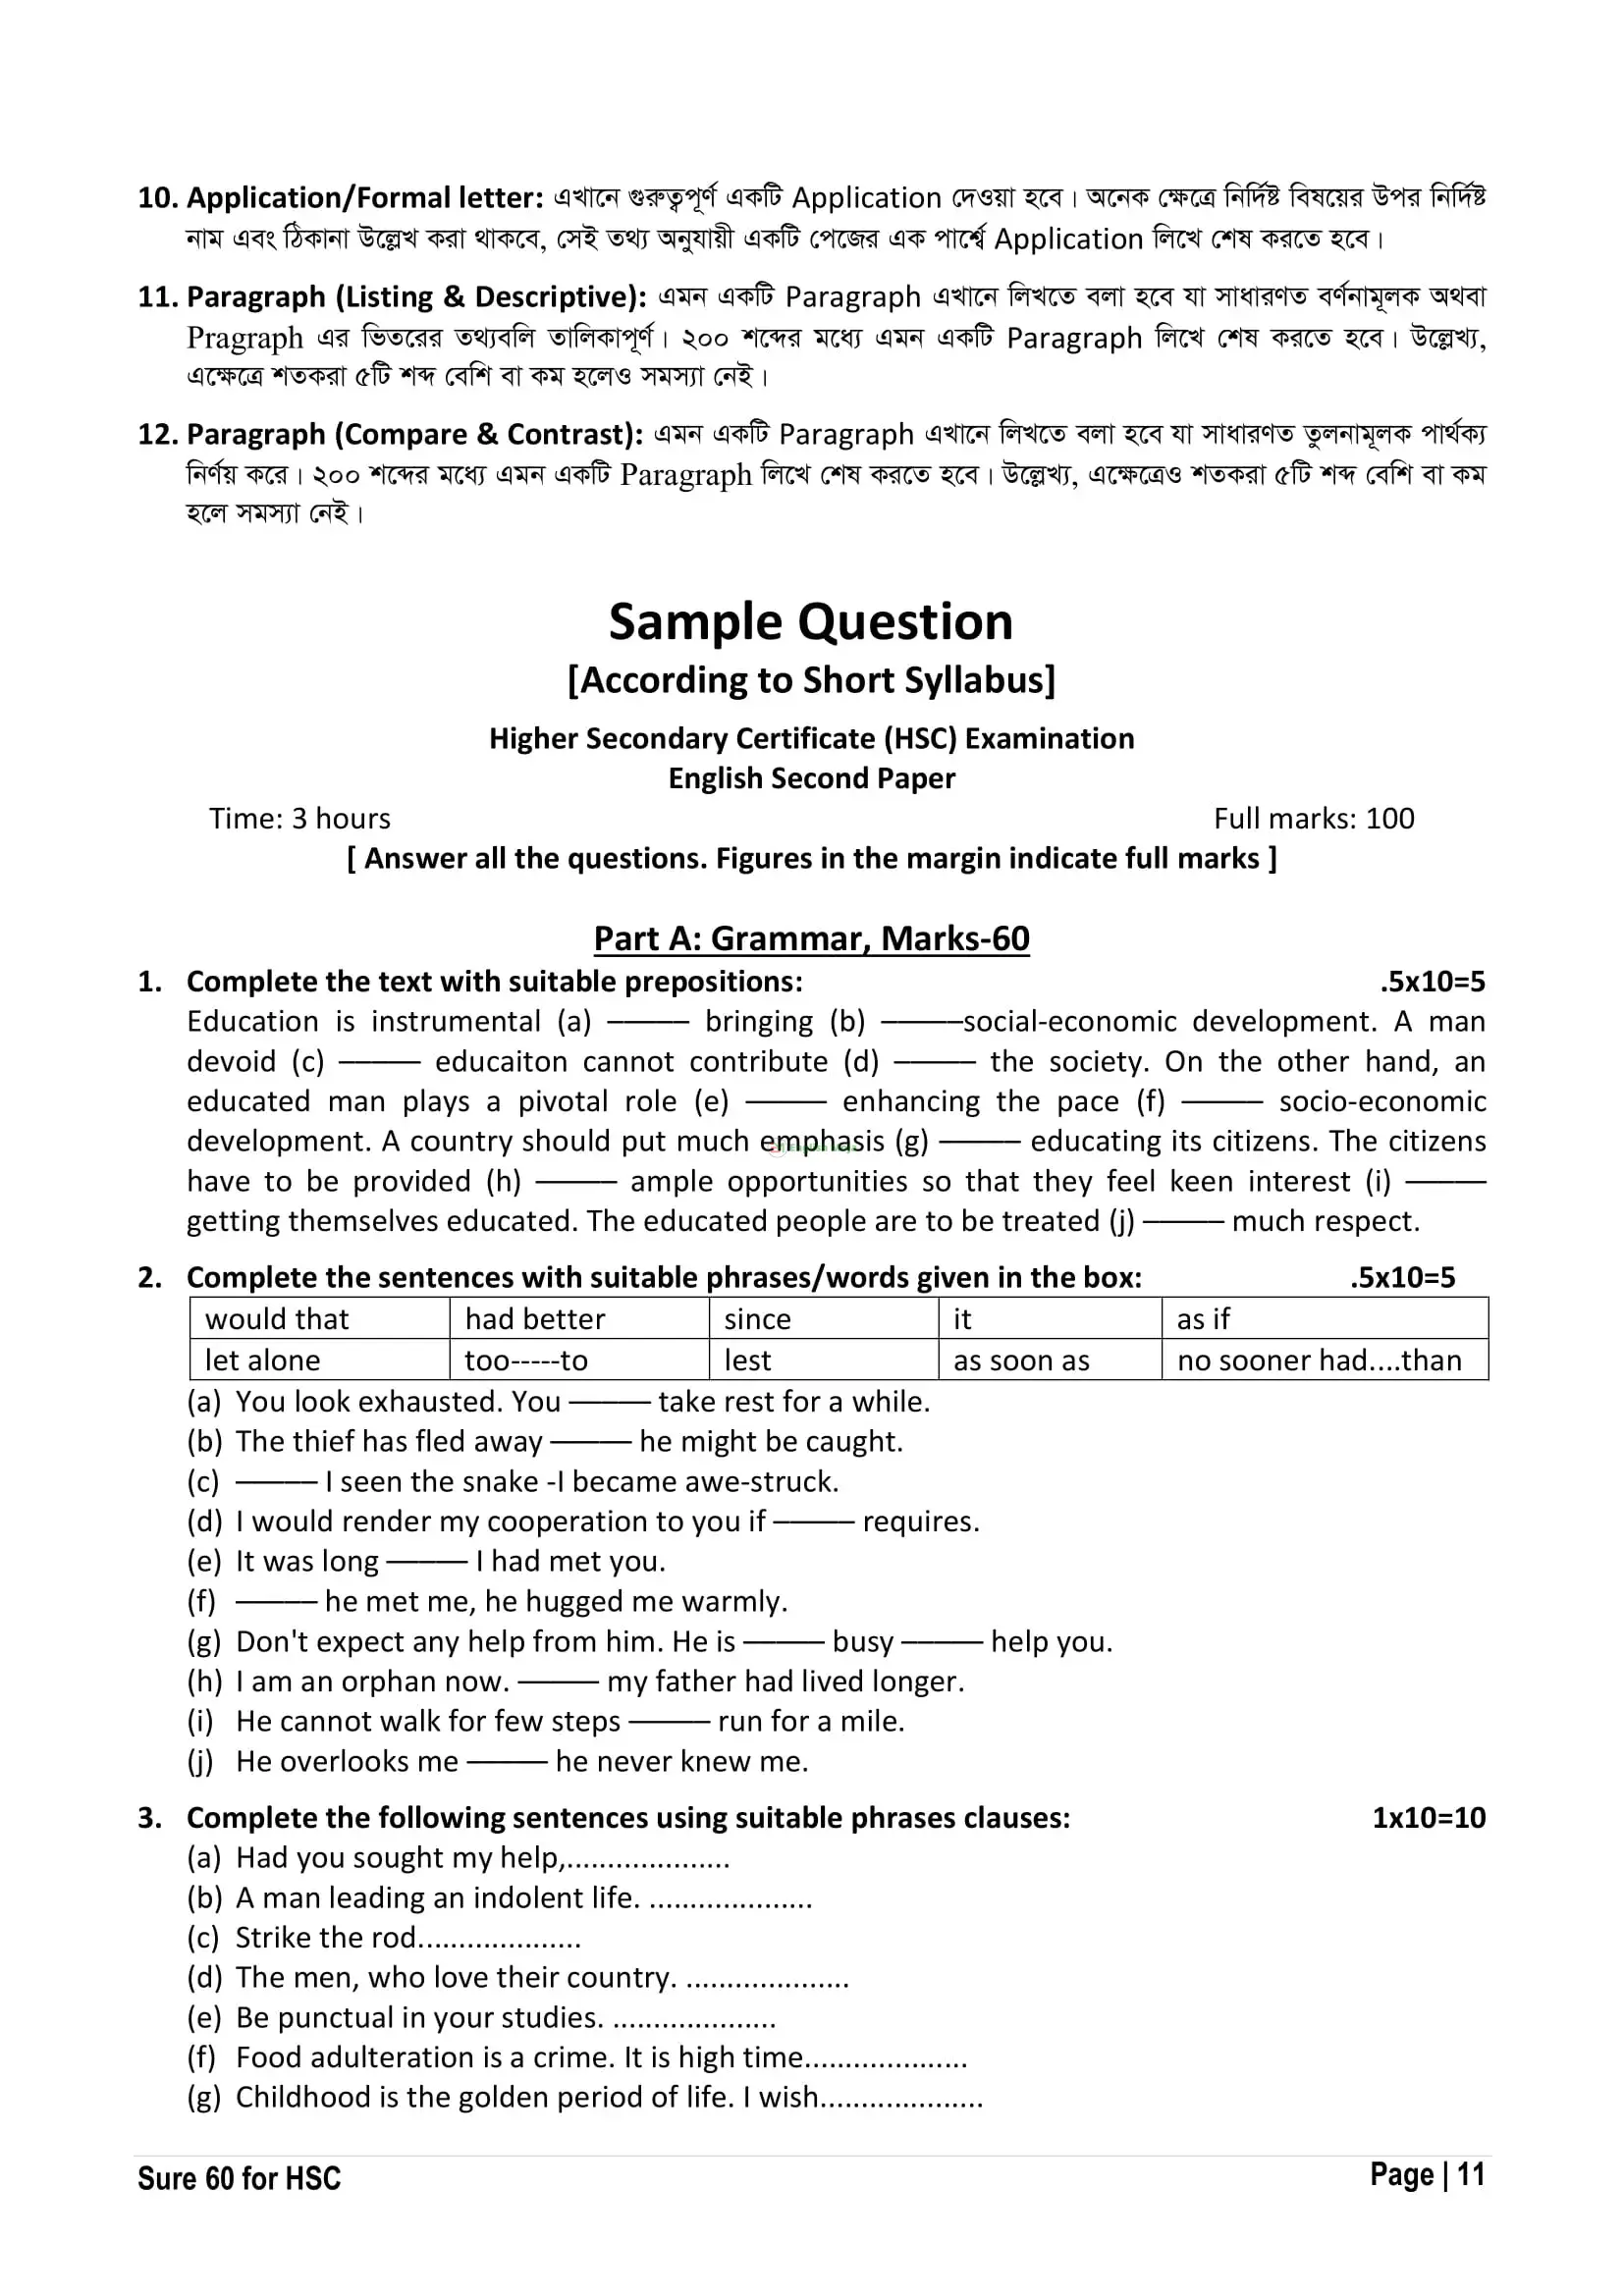 10. Application/Formal letter: এখানে গুরুত্বপূর্ণ একটি Application দেওয়া হবে। অনেক ক্ষেত্রে নির্দিষ্ট বিষয়ের উপর নির্দিষ্ট
নাম এবং ঠিকানা উল্লেখ করা থাকবে, সেই তথ্য অনুযায়ী একটি পেজের এক পার্শ্বে Application লিখে শেষ করতে হবে।
11. Paragraph (Listing & Descriptive): এমন একটি Paragraph এখানে লিখতে বলা হবে যা সাধারণত বর্ণনামূলক অথবা
Pragraph এর ভিতরের তথ্যবলি তালিকাপূর্ণ। ২০০ শব্দের মধ্যে এমন একটি Paragraph লিখে শেষ করতে হবে। উল্লেখ্য,
এক্ষেত্রে শতকরা ৫টি শব্দ বেশি বা কম হলেও সমস্যা নেই।
12. Paragraph (Compare & Contrast): এমন একটি Paragraph এখানে লিখতে বলা হবে যা সাধারণত তুলনামূলক পার্থক্য
নির্ণয় করে। ২০০ শব্দের মধ্যে এমন একটি Paragraph লিখে শেষ করতে হবে। উল্লেখ্য, এক্ষেত্রেও শতকরা ৫টি শব্দ বেশি বা কম
হলে সমস্যা নেই।
Sample Question
[According to Short Syllabus]
Higher Secondary Certificate (HSC) Examination
English Second Paper
Time: 3 hours Full marks: 100
[ Answer all the questions. Figures in the margin indicate full marks ]
Part A: Grammar, Marks-60
1. Complete the text with suitable prepositions: .5x10=5
Education is instrumental (a) ——— bringing (b) ———social-economic development. A man
devoid (c) ——— educaiton cannot contribute (d) ——— the society. On the other hand, an
educated man plays a pivotal role (e) ——— enhancing the pace (f) ——— socio-economic
development. A country should put much emphasis (g) ——— educating its citizens. The citizens
have to be provided (h) ——— ample opportunities so that they feel keen interest (i) ———
getting themselves educated. The educated people are to be treated (j) ——— much respect.
2. Complete the sentences with suitable phrases/words given in the box: .5x10=5
would that had better since it as if
let alone too-----to lest as soon as no sooner had....than
(a) You look exhausted. You ——— take rest for a while.
(b) The thief has fled away ——— he might be caught.
(c) ——— I seen the snake -I became awe-struck.
(d) I would render my cooperation to you if ——— requires.
(e) It was long ——— I had met you.
(f) ——— he met me, he hugged me warmly.
(g) Don't expect any help from him. He is ——— busy ——— help you.
(h) I am an orphan now. ——— my father had lived longer.
(i) He cannot walk for few steps ——— run for a mile.
(j) He overlooks me ——— he never knew me.
3. Complete the following sentences using suitable phrases clauses: 1x10=10
(a) Had you sought my help,....................
(b) A man leading an indolent life. ....................
(c) Strike the rod....................
(d) The men, who love their country. ....................
(e) Be punctual in your studies. ....................
(f) Food adulteration is a crime. It is high time....................
(g) Childhood is the golden period of life. I wish....................
Sure 60 for HSC Page | 11